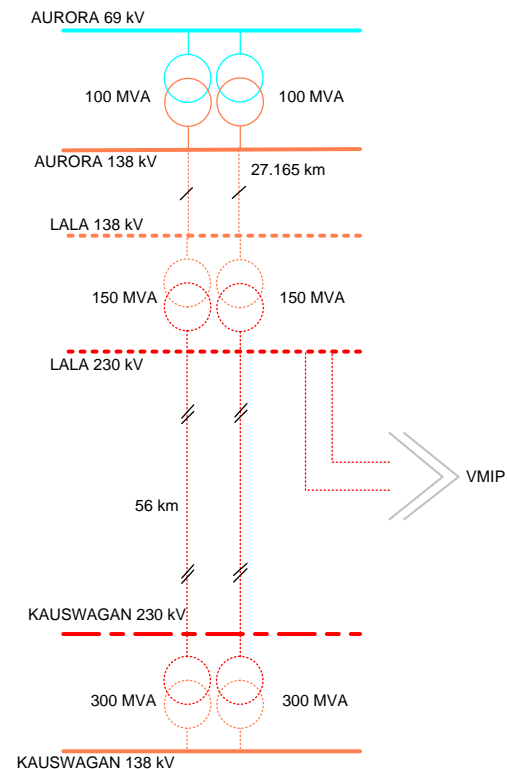 AURORA 69 kV
100 MVA
100 MVA
AURORA 138 kV
27.165 km
LALA 138 kV
150 MVA
150 MVA
LALA 230 kV
VMIP
56 km
KAUSWAGAN 230 kV
300 MVA
300 MVA
KAUSWAGAN 138 kV